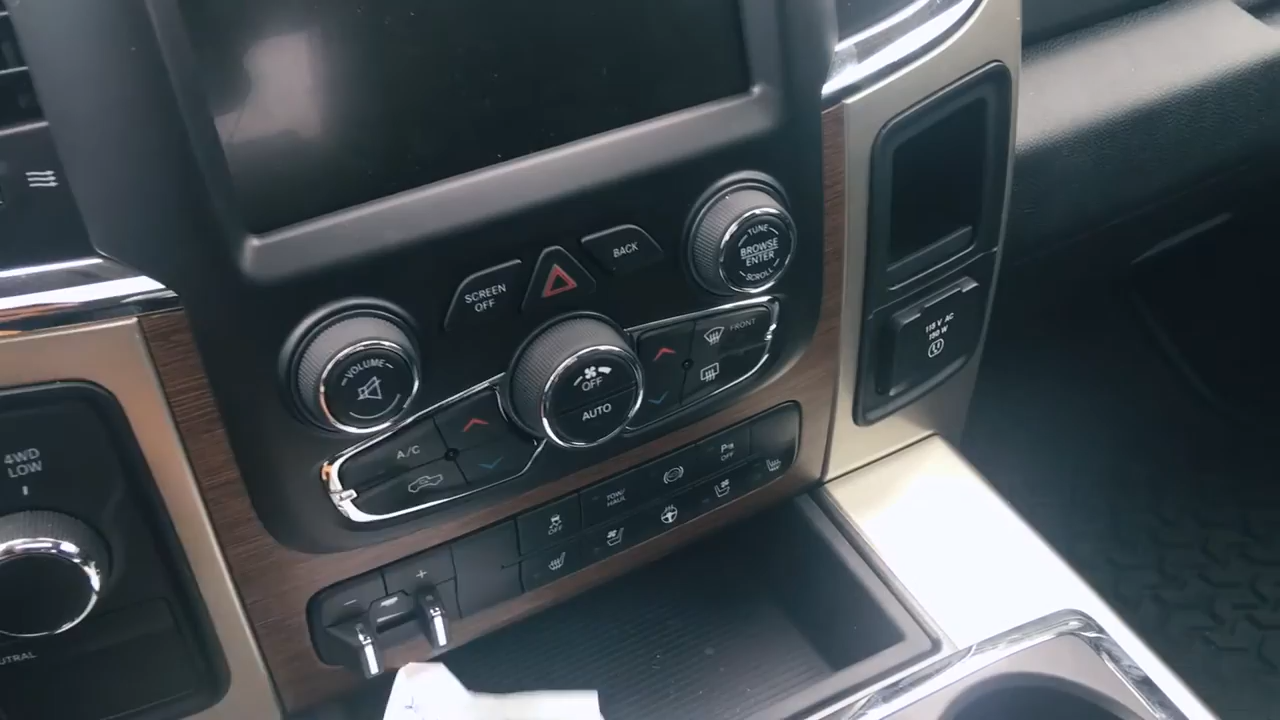 BACK
SCREEN
OFF
TUNE
BROWSE
ENTER
SCROLL
VOLUME
OFF
AUTO
FRONT
A/C
115 V AC
150 W
4WD
LOW
TOW/
HAUL
OFF
P
OFF
+
−
UTRAL